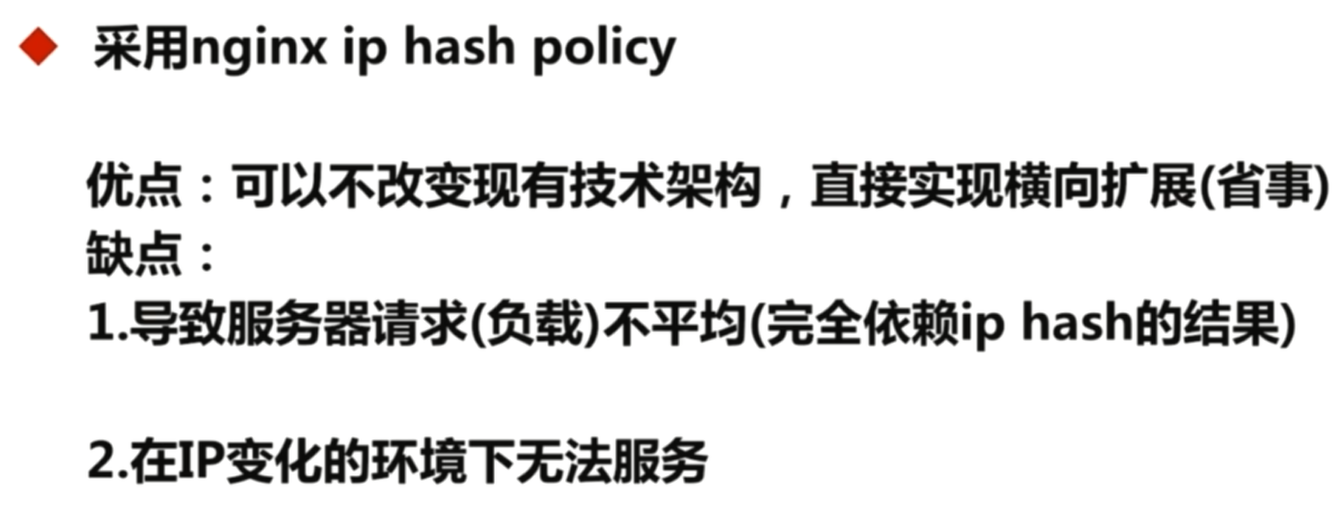 采用nginx ip hash policy
优点：可以不改变现有技术架构，直接实现横向扩展(省事)
缺点：
1.导致服务器请求(负载)不平均(完全依赖ip hash的结果)
2.在IP变化的环境下无法服务